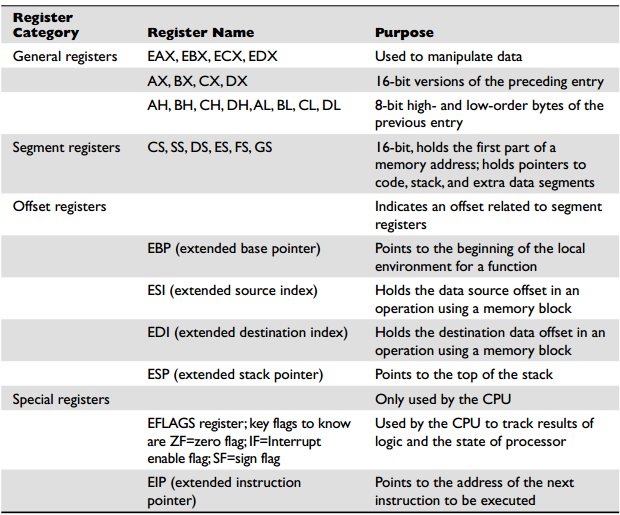 Register Category Register Name Purpose
General registers EAX, EBX, ECX, EDX Used to manipulate data
AX, BX, CX, DX 16-bit versions of the preceding entry
AH, BH, CH, DH, AL, BL, CL, DL 8-bit high- and low-order bytes of the
previous entry
Segment registers CS, SS, DS, ES, FS, GS 16-bit, holds the first part of a
memory address; holds pointers to
code, stack, and extra data segments
Offset registers Indicates an offset related to segment
registers
EBP (extended base pointer) Points to the beginning of the local
environment for a function
ESI (extended source index) Holds the data source offset in an
operation using a memory block
EDI (extended destination index) Holds the destination data offset in an
operation using a memory block
ESP (extended stack pointer) Points to the top of the stack
Special registers Only used by the CPU
EFLAGS register; key flags to know Used by the CPU to track results of
are ZF=zero flag; IF=Interrupt logic and the state of processor
enable flag; SF=sign flag
EIP (extended instruction Points to the address of the next
pointer) instruction to be executed